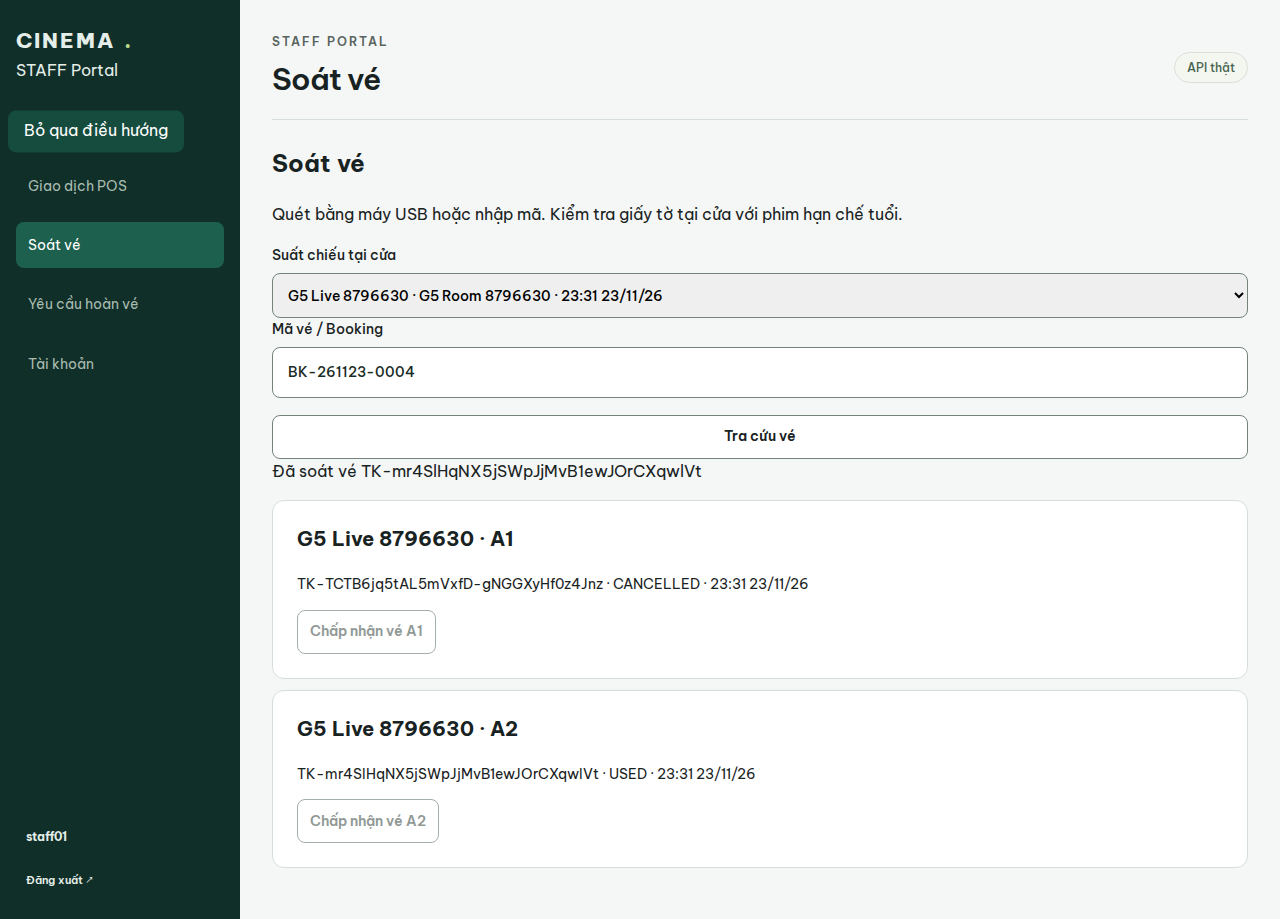 CINEMA .
STAFF Portal
Bỏ qua điều hướng
Giao dịch POS
Soát vé
Yêu cầu hoàn vé
Tài khoản
staff01
Đăng xuất ↗
STAFF PORTAL
Soát vé
API thật
Soát vé
Quét bằng máy USB hoặc nhập mã. Kiểm tra giấy tờ tại cửa với phim hạn chế tuổi.
Suất chiếu tại cửa
G5 Live 8796630 · G5 Room 8796630 · 23:31 23/11/26
Mã vé / Booking
BK-261123-0004
Tra cứu vé
Đã soát vé TK-mr4SlHqNX5jSWpJjMvB1ewJOrCXqwlVt
G5 Live 8796630 · A1
TK-TCTB6jq5tAL5mVxfD-gNGGXyHf0z4Jnz · CANCELLED · 23:31 23/11/26
Chấp nhận vé A1
G5 Live 8796630 · A2
TK-mr4SlHqNX5jSWpJjMvB1ewJOrCXqwlVt · USED · 23:31 23/11/26
Chấp nhận vé A2